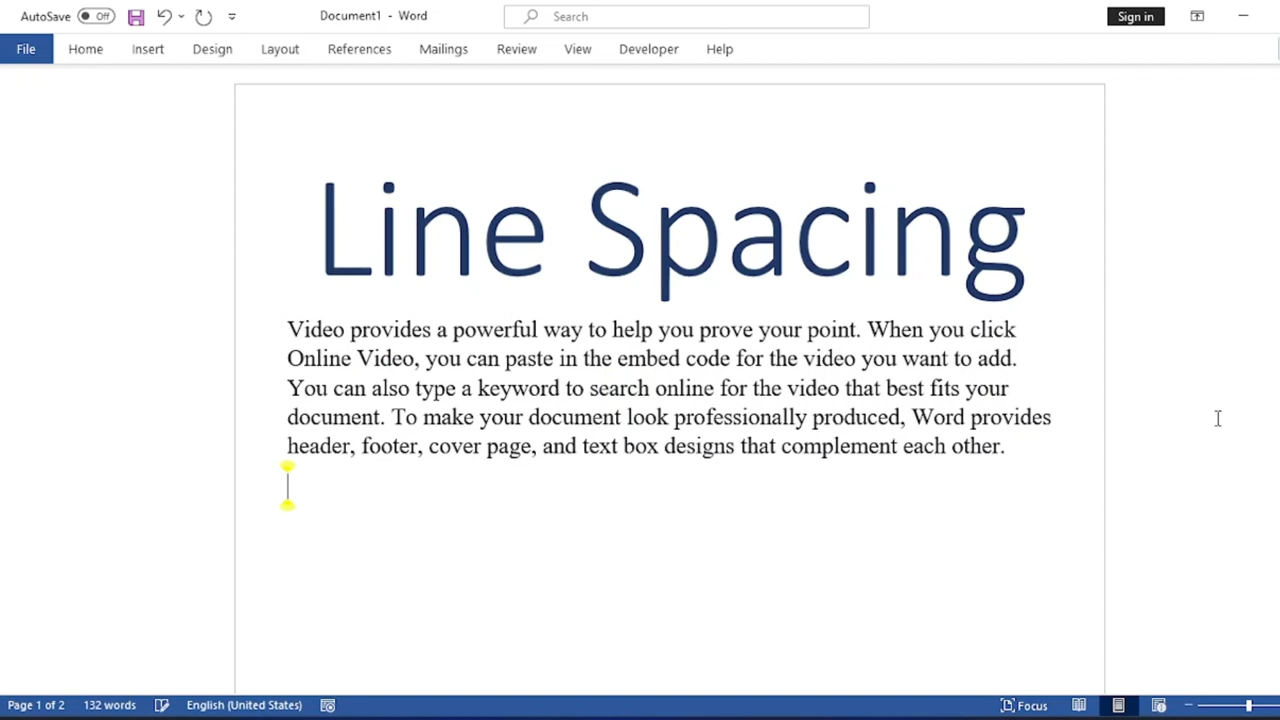 AutoSave Off Document1 - Word Search Sign in
File Home Insert Design Layout References Mailings Review View Developer Help
Line Spacing
Video provides a powerful way to help you prove your point. When you click
Online Video, you can paste in the embed code for the video you want to add.
You can also type a keyword to search online for the video that best fits your
document. To make your document look professionally produced, Word provides
header, footer, cover page, and text box designs that complement each other.
Page 1 of 2 132 words English (United States) Focus